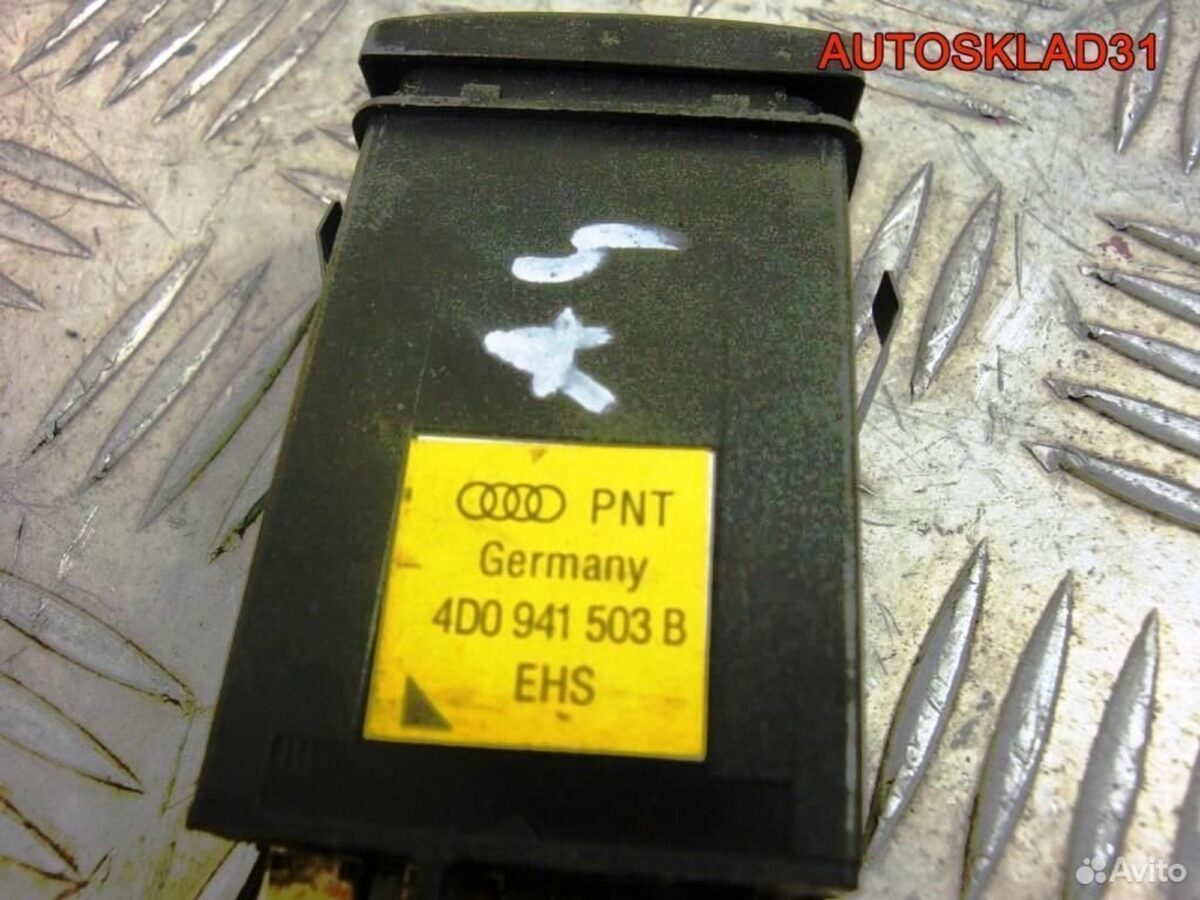 AUTOSKLAD31
PNT
Germany
4D0 941 503 B
EHS
Avito